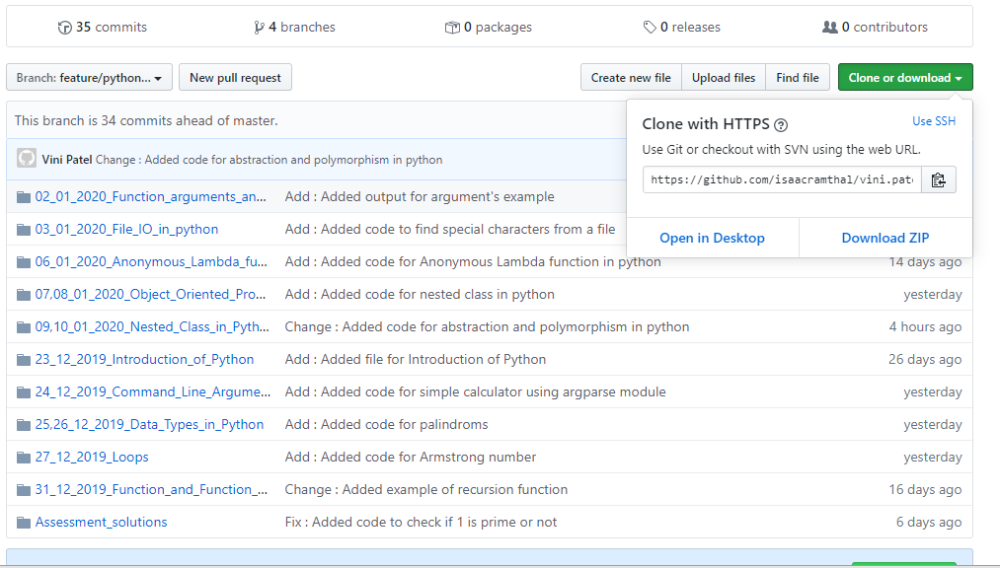 35 commits 4 branches 0 packages 0 releases 0 contributors
Branch: feature/python... New pull request Create new file Upload files Find file Clone or download
This branch is 34 commits ahead of master.
Clone with HTTPS ? Use SSH
Use Git or checkout with SVN using the web URL.
https://github.com/isaacramthal/vini.pat
Open in Desktop Download ZIP
Vini Patel Change : Added code for abstraction and polymorphism in python
02_01_2020_Function_arguments_an... Add : Added output for argument's example
03_01_2020_File_IO_in_python Add : Added code to find special characters from a file
06_01_2020_Anonymous_Lambda_fu... Add : Added code for Anonymous Lambda function in python 14 days ago
07,08_01_2020_Object_Oriented_Pro... Add : Added code for nested class in python yesterday
09,10_01_2020_Nested_Class_in_Pyth... Change : Added code for abstraction and polymorphism in python 4 hours ago
23_12_2019_Introduction_of_Python Add : Added file for Introduction of Python 26 days ago
24_12_2019_Command_Line_Argume... Add : Added code for simple calculator using argparse module yesterday
25,26_12_2019_Data_Types_in_Python Add : Added code for palindroms yesterday
27_12_2019_Loops Add : Added code for Armstrong number yesterday
31_12_2019_Function_and_Function_... Change : Added example of recursion function 16 days ago
Assessment_solutions Fix : Added code to check if 1 is prime or not 6 days ago